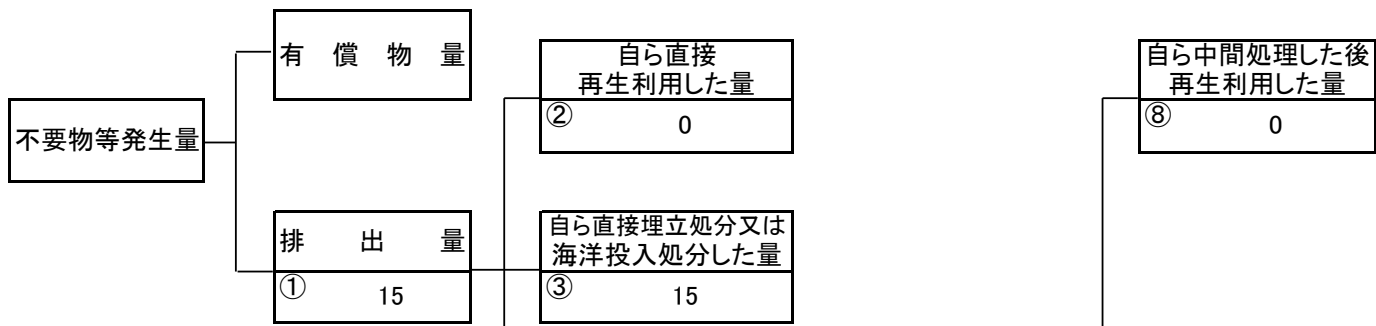 有償物量
自ら直接
再生利用した量
② 0
自ら中間処理した後
再生利用した量
⑧ 0
不要物等発生量
排出量
① 15
自ら直接埋立処分又は
海洋投入処分した量
③ 15